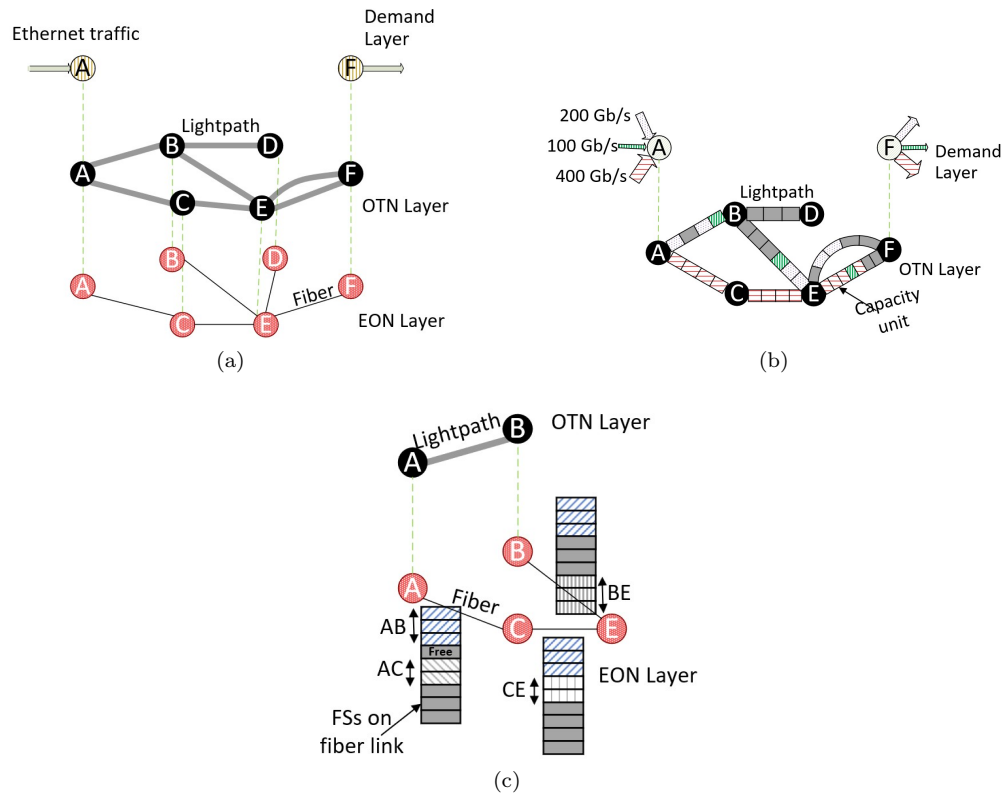 Ethernet traffic
Demand
Layer
A
F
Lightpath
B
D
A
F
C
E
OTN Layer
B
D
A
Fiber
F
C
E
EON Layer
(a)
200 Gb/s
100 Gb/s
400 Gb/s
A
F
Demand
Layer
Lightpath
B
D
A
F
OTN Layer
C
E
Capacity
unit
(b)
Lightpath
B
OTN Layer
A
B
A
Fiber
BE
AB
C
E
Free
AC
EON Layer
CE
FSs on
fiber link
(c)